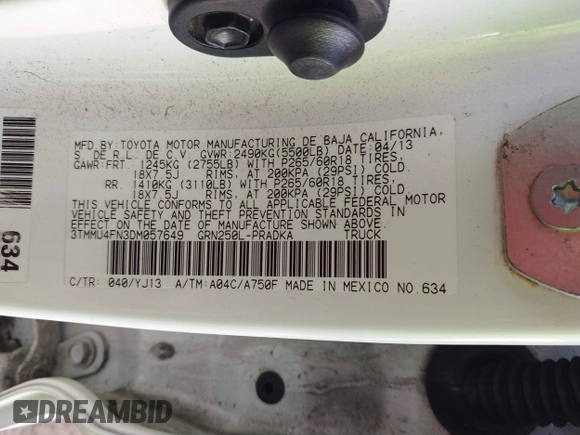 MFD.BY:TOYOTA MOTOR MANUFACTURING DE BAJA CALIFORNIA,
S. DE R.L. DE C.V. GVWR:2490KG(5500LB) DATE:04/13
GAWR:FRT. 1245KG (2755LB) WITH P265/60R18 TIRES,
18X7.5J RIMS, AT 200KPA (29PSI) COLD.
RR. 1410KG (3110LB) WITH P265/60R18 TIRES,
18X7.5J RIMS, AT 200KPA (29PSI) COLD.
THIS VEHICLE CONFORMS TO ALL APPLICABLE FEDERAL MOTOR
VEHICLE SAFETY AND THEFT PREVENTION STANDARDS IN
EFFECT ON THE DATE OF MANUFACTURE SHOWN ABOVE.
3TMMU4FN3DM057649 GRN250L-PRADKA TRUCK
C/TR: 040/YJ13 A/TM:A04C/A750F MADE IN MEXICO NO.634
634
DREAMBID